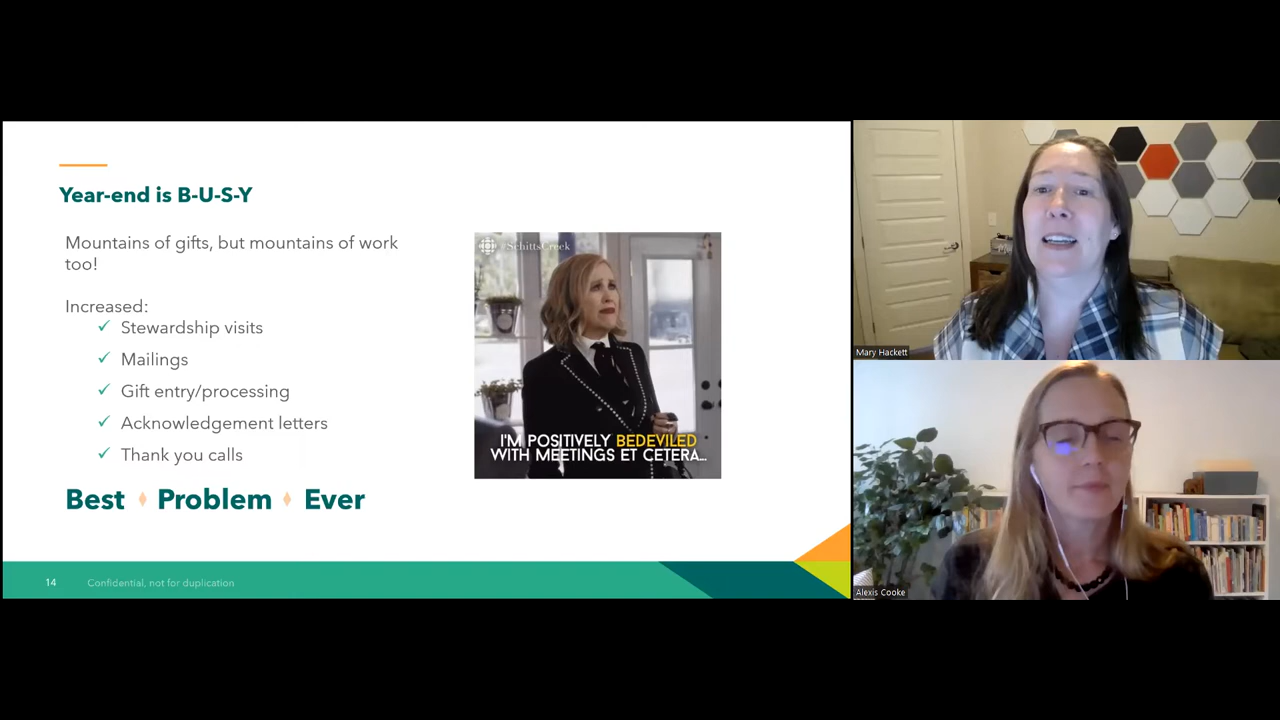 Year-end is B-U-S-Y
Mountains of gifts, but mountains of work
too!
Increased:
✓ Stewardship visits
✓ Mailings
✓ Gift entry/processing
✓ Acknowledgement letters
✓ Thank you calls
Best ♦ Problem ♦ Ever
@SchittsCreek
I'M POSITIVELY BEDEVILED
WITH MEETINGS ET CETERA...
14 Confidential, not for duplication
Mary Hackett
Alexis Cooke